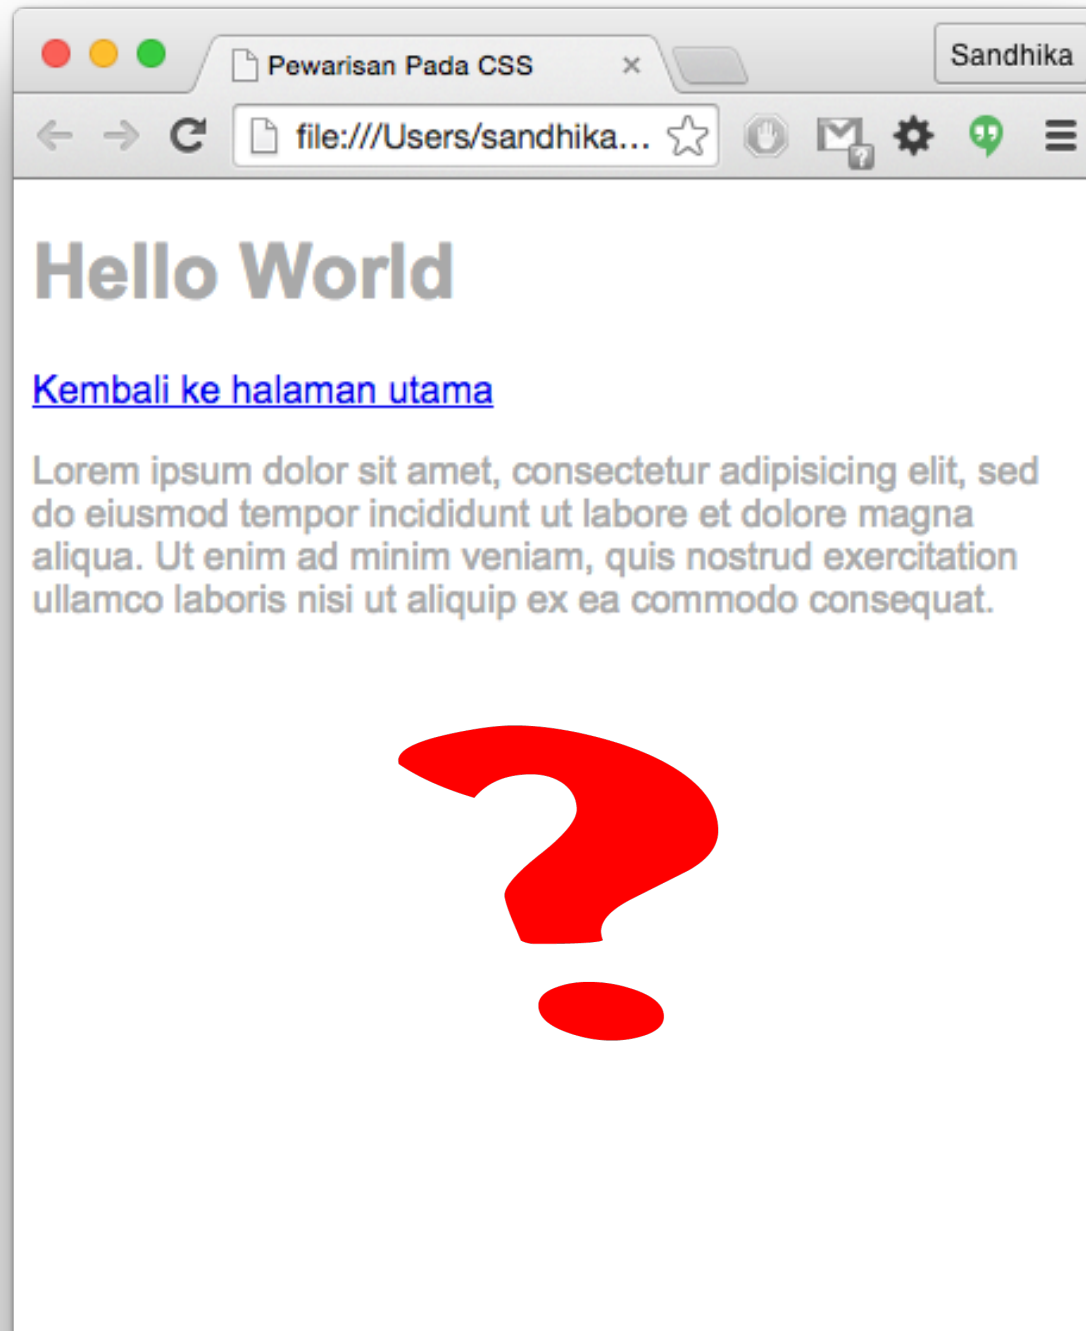 Pewarisan Pada CSS
Sandhika
file:///Users/sandhika...
Hello World
Kembali ke halaman utama
Lorem ipsum dolor sit amet, consectetur adipisicing elit, sed
do eiusmod tempor incididunt ut labore et dolore magna
aliqua. Ut enim ad minim veniam, quis nostrud exercitation
ullamco laboris nisi ut aliquip ex ea commodo consequat.
?